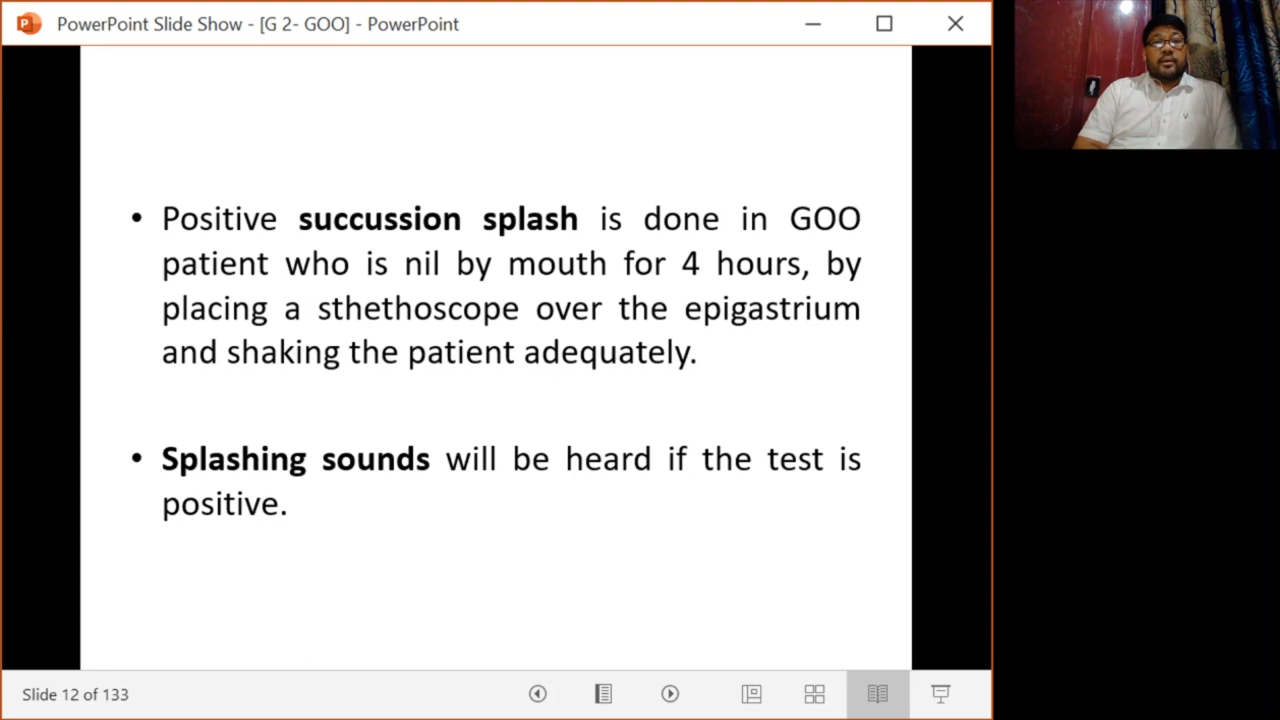 PowerPoint Slide Show - [G 2- GOO] - PowerPoint
• Positive succussion splash is done in GOO
patient who is nil by mouth for 4 hours, by
placing a sthethoscope over the epigastrium
and shaking the patient adequately.
• Splashing sounds will be heard if the test is
positive.
Slide 12 of 133